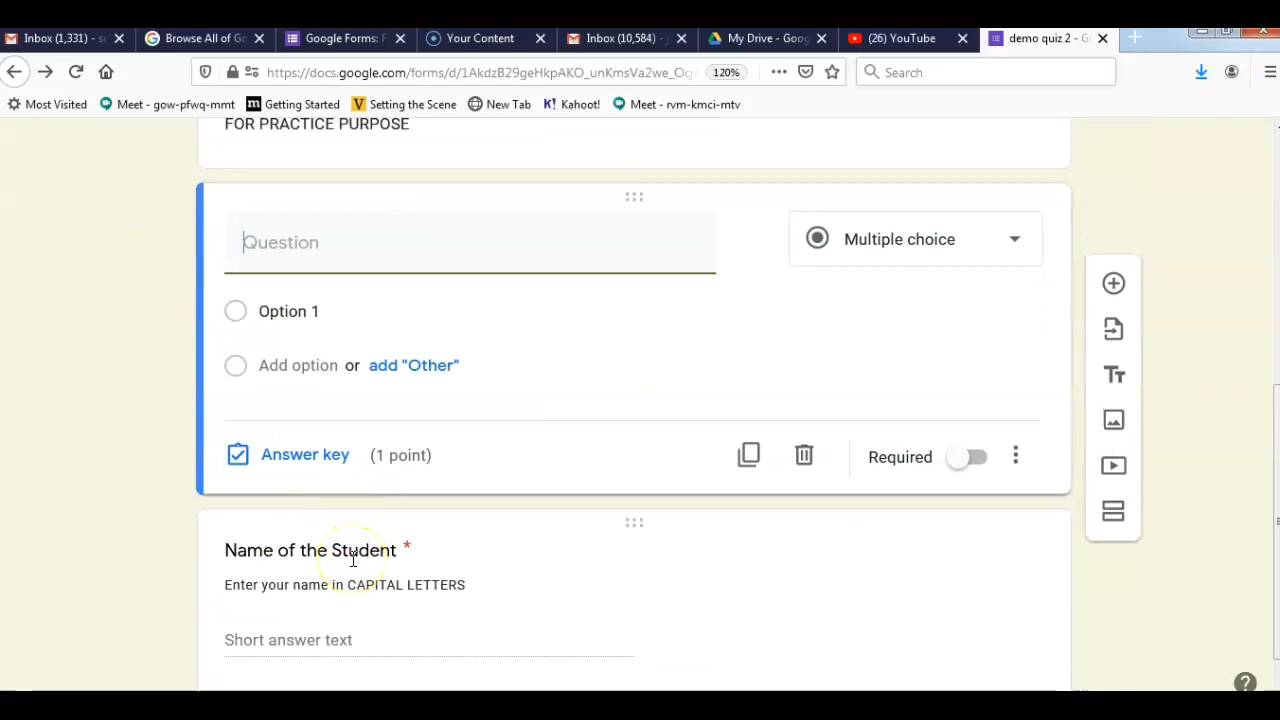 Inbox (1,331) - se
Browse All of Go
Google Forms: F
Your Content
Inbox (10,584) - j
My Drive - Goog
(26) YouTube
demo quiz 2 - G
https://docs.google.com/forms/d/1AkdzB29geHkpAKO_unKmsVa2we_Ocj
120%
Search
Most Visited
Meet - gow-pfwq-mmt
Getting Started
Setting the Scene
New Tab
Kahoot!
Meet - rvm-kmci-mtv
FOR PRACTICE PURPOSE
Question
Multiple choice
Option 1
Add option or add "Other"
Answer key (1 point)
Required
Name of the Student *
Enter your name in CAPITAL LETTERS
Short answer text